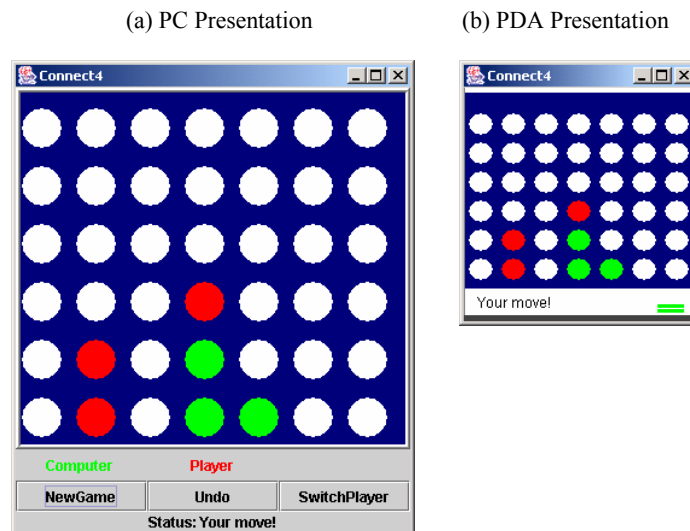 (a) PC Presentation
(b) PDA Presentation
Connect4
Connect4
Your move!
Computer Player
NewGame Undo SwitchPlayer
Status: Your move!